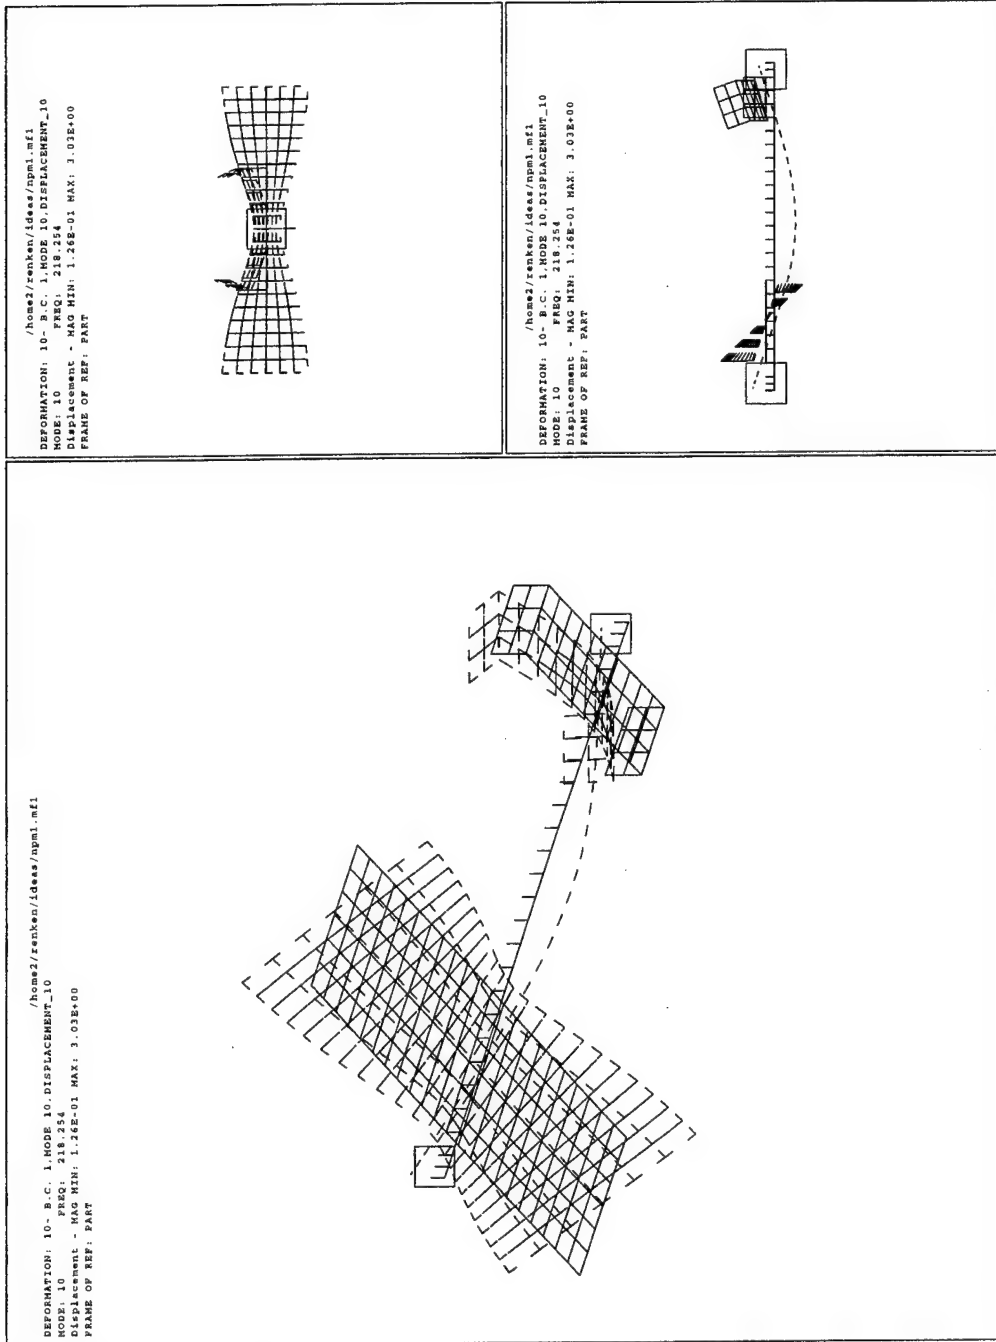 /home2/renken/ideas/npm1.mf1
DEFORMATION: 10- B.C. 1,MODE 10,DISPLACEMENT_10
MODE: 10 FREQ: 218.254
Displacement - MAG MIN: 1.26E-01 MAX: 3.03E+00
FRAME OF REF: PART
/home2/renken/ideas/npm1.mf1
DEFORMATION: 10- B.C. 1,MODE 10,DISPLACEMENT_10
MODE: 10 FREQ: 218.254
Displacement - MAG MIN: 1.26E-01 MAX: 3.03E+00
FRAME OF REF: PART
/home2/renken/ideas/npm1.mf1
DEFORMATION: 10- B.C. 1,MODE 10,DISPLACEMENT_10
MODE: 10 FREQ: 218.254
Displacement - MAG MIN: 1.26E-01 MAX: 3.03E+00
FRAME OF REF: PART